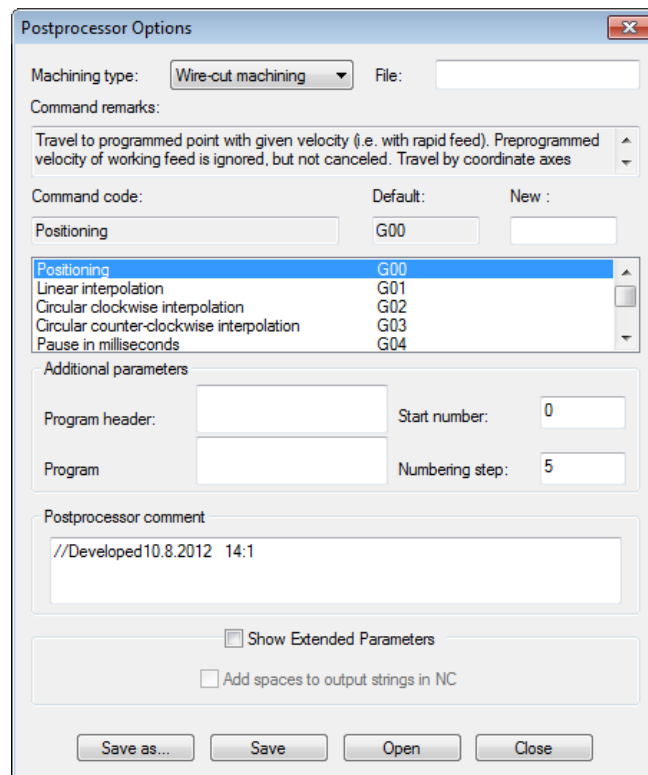 Postprocessor Options
Machining type: Wire-cut machining File:
Command remarks:
Travel to programmed point with given velocity (i.e. with rapid feed). Preprogrammed
velocity of working feed is ignored, but not canceled. Travel by coordinate axes
Command code: Default: New :
Positioning G00
Positioning G00
Linear interpolation G01
Circular clockwise interpolation G02
Circular counter-clockwise interpolation G03
Pause in milliseconds G04
Additional parameters
Program header: Start number: 0
Program Numbering step: 5
Postprocessor comment
//Developed10.8.2012 14:1
Show Extended Parameters
Add spaces to output strings in NC
Save as... Save Open Close